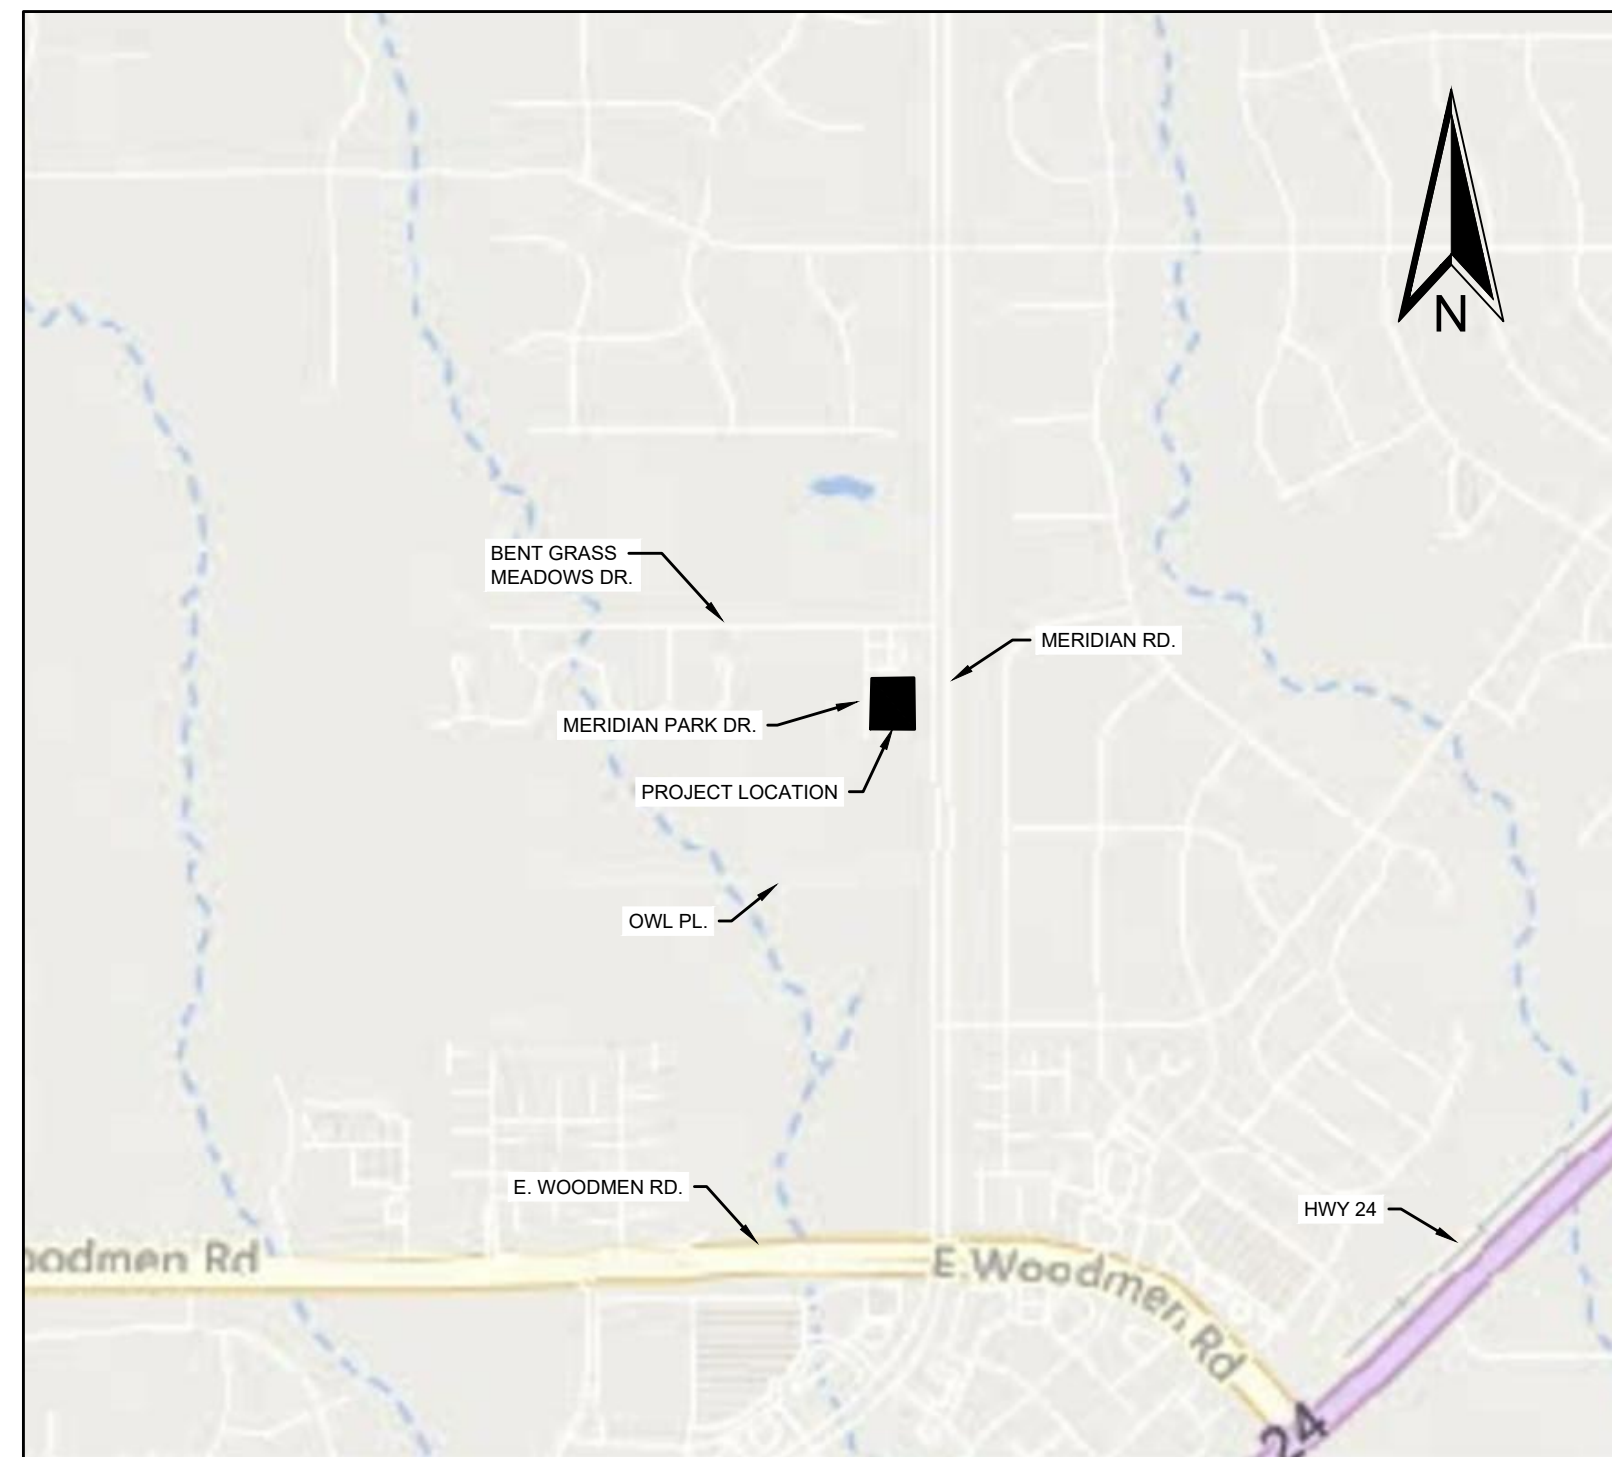 N
BENT GRASS
MEADOWS DR.
MERIDIAN RD.
MERIDIAN PARK DR.
PROJECT LOCATION
OWL PL.
E. WOODMEN RD.
HWY 24
oodmen Rd
E Woodmen Rd
24